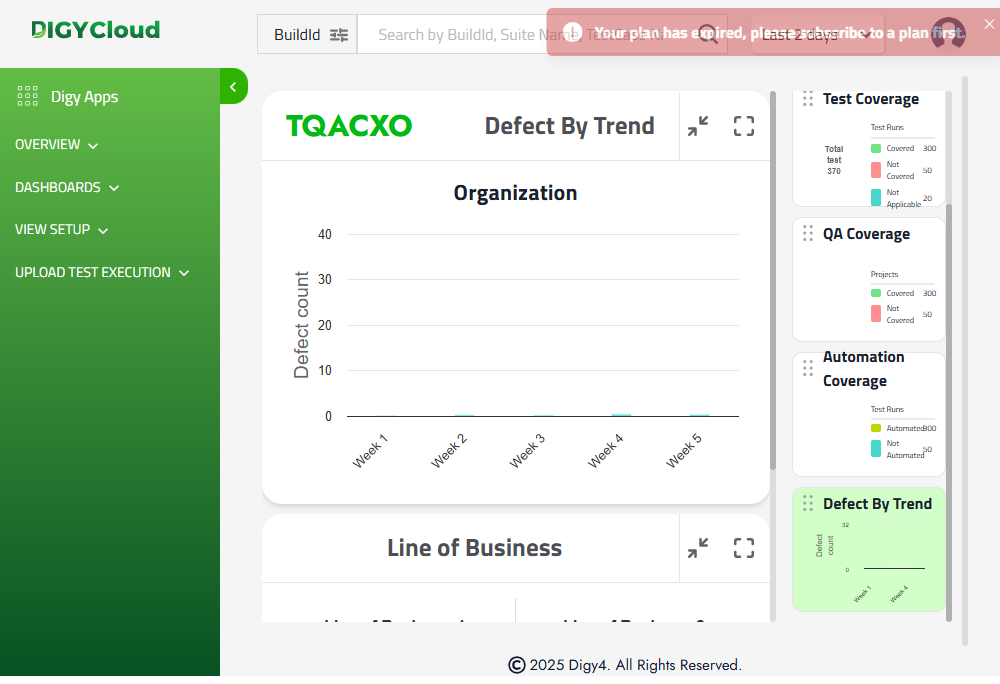 DIGYCloud
BuildId
Search by BuildId, Suite Name,
Your plan has expired, please subscribe to a plan first.
Last 2 days
Digy Apps
OVERVIEW
DASHBOARDS
VIEW SETUP
UPLOAD TEST EXECUTION
TQACXO
Defect By Trend
Organization
Defect count
40
30
20
10
0
Week 1
Week 2
Week 3
Week 4
Week 5
Line of Business
Test Coverage
Test Runs
Total
test
370
Covered 300
Not
Covered 50
Not
Applicable 20
QA Coverage
Projects
Covered 300
Not
Covered 50
Automation
Coverage
Test Runs
Automated 300
Not
Automated 50
Defect By Trend
Defect
count
32
0
Week 1
Week 4
© 2025 Digy4. All Rights Reserved.